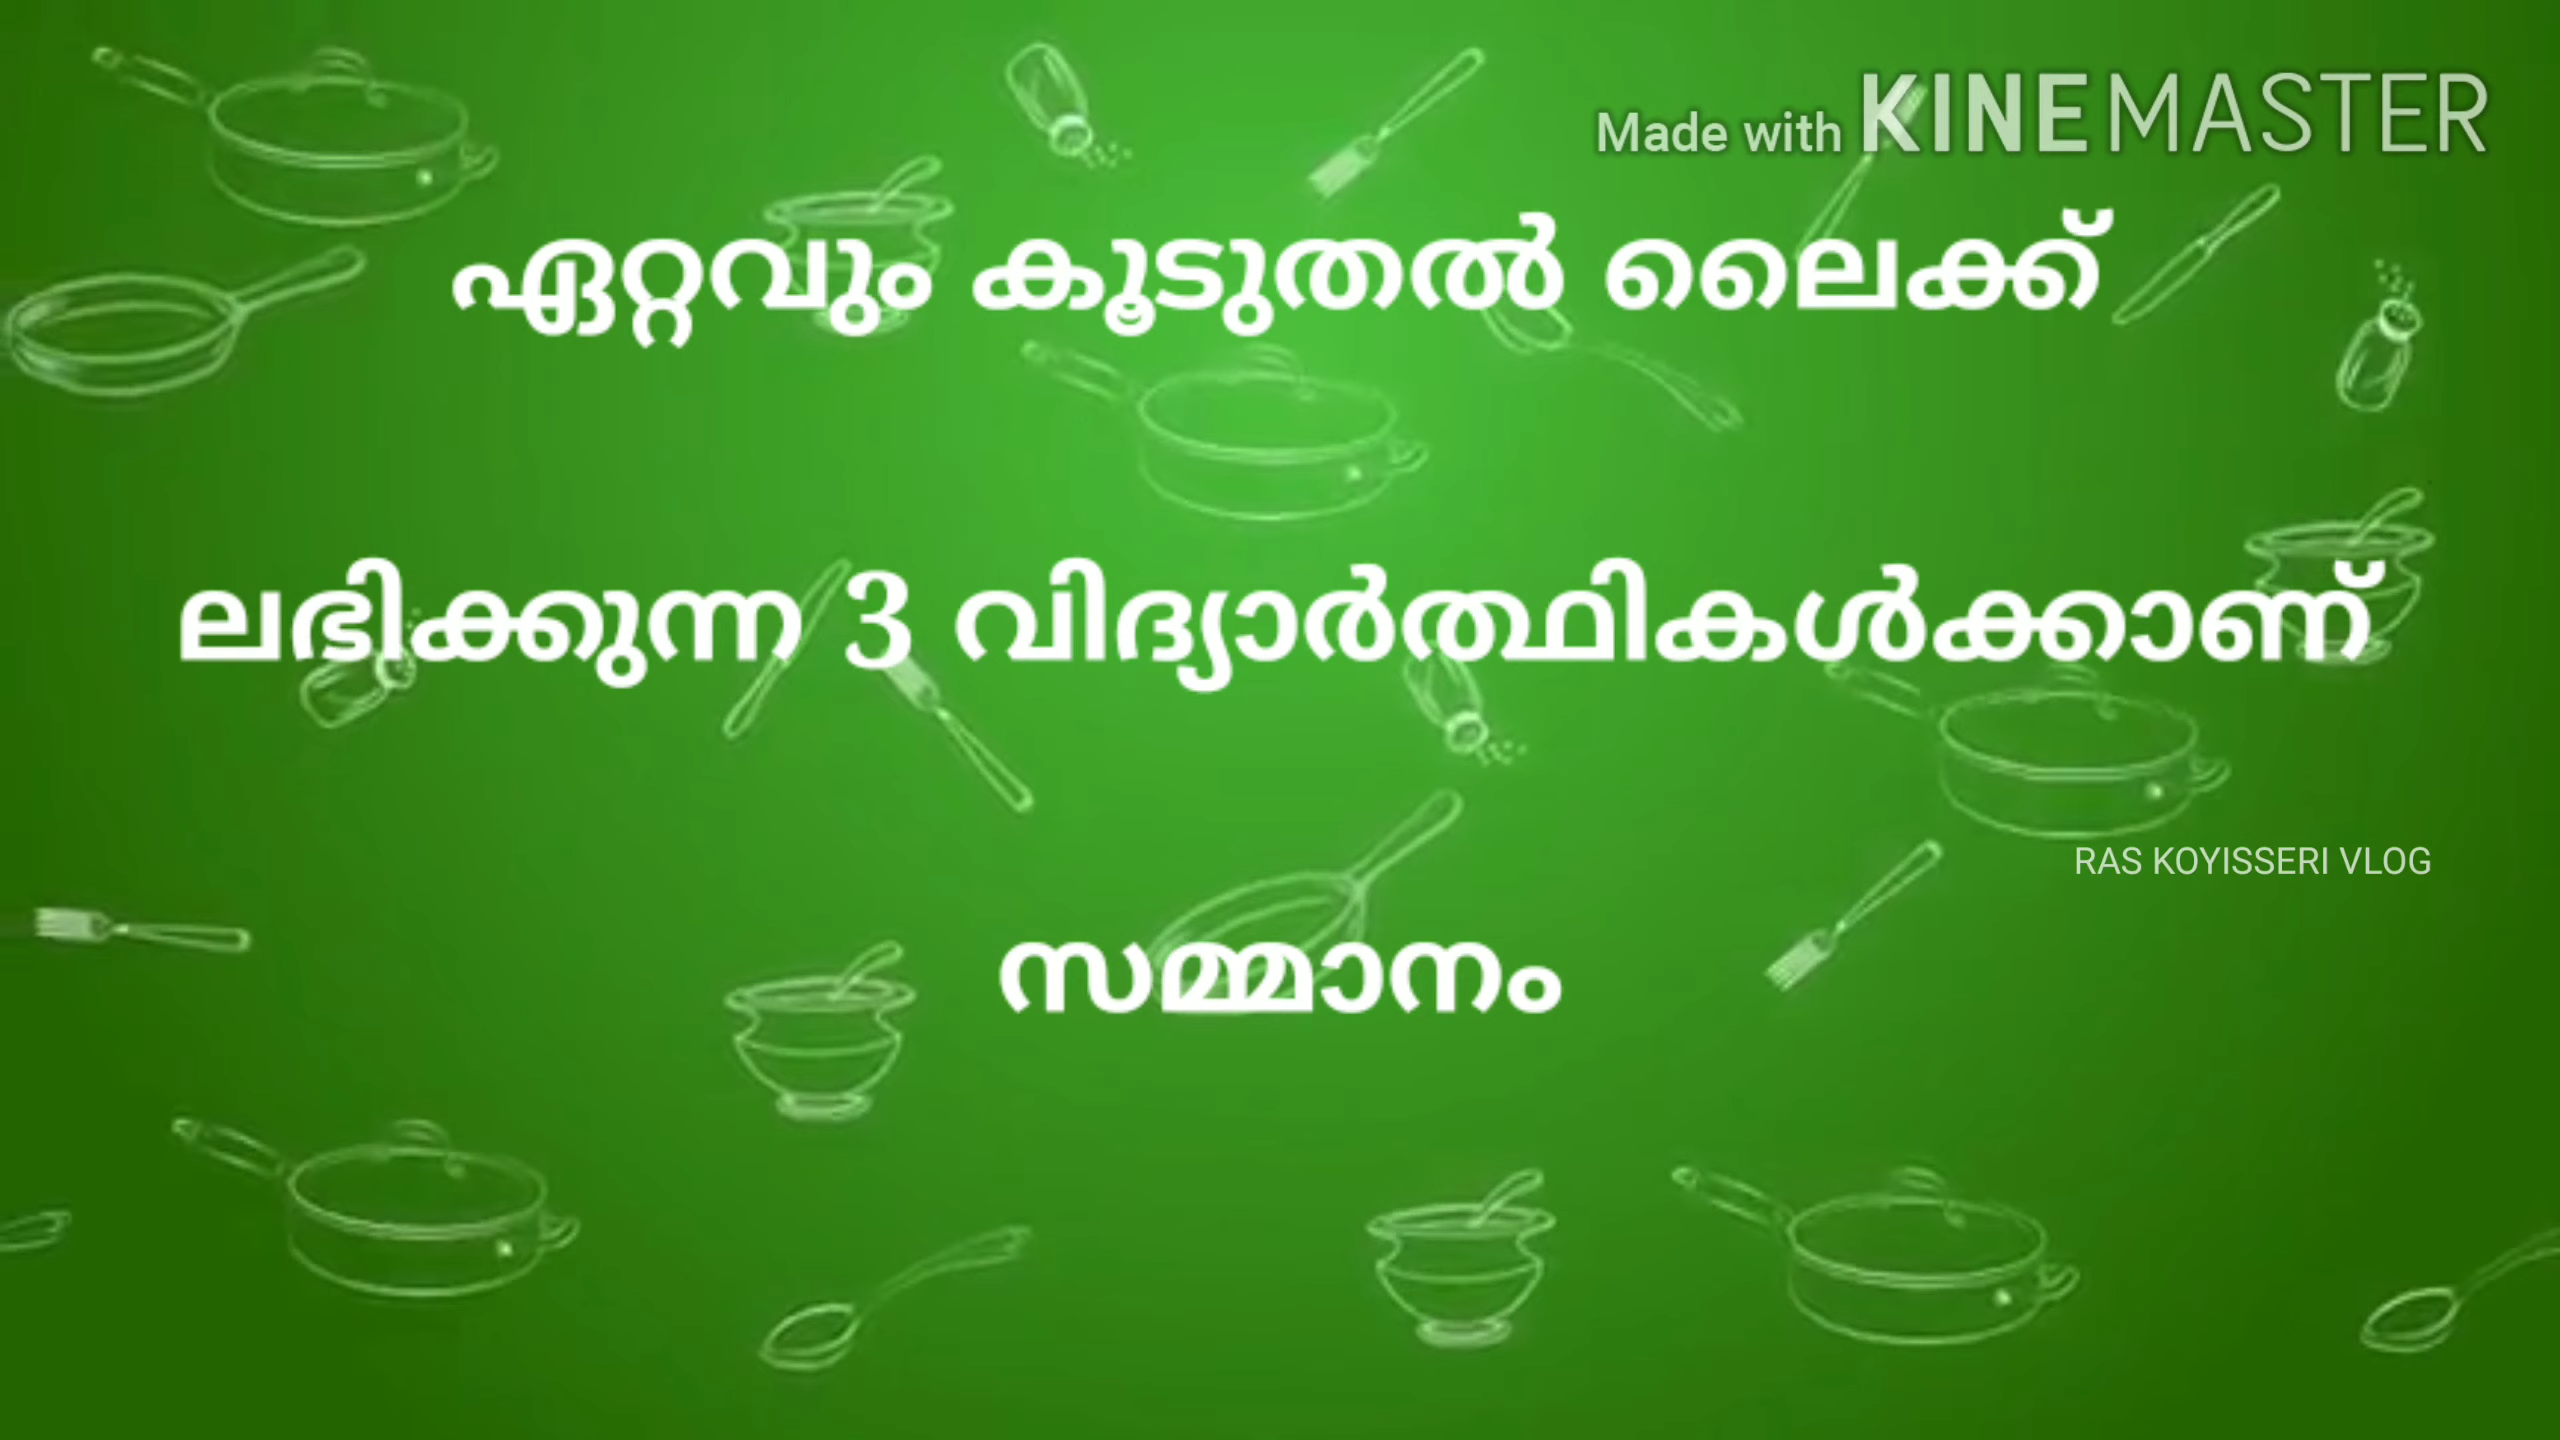 Made with KINEMASTER
ഏറ്റവും കൂടുതൽ ലൈക്ക്
ലഭിക്കുന്ന 3 വിദ്യാർത്ഥികൾക്കാണ്
RAS KOYISSERI VLOG
സമ്മാനം